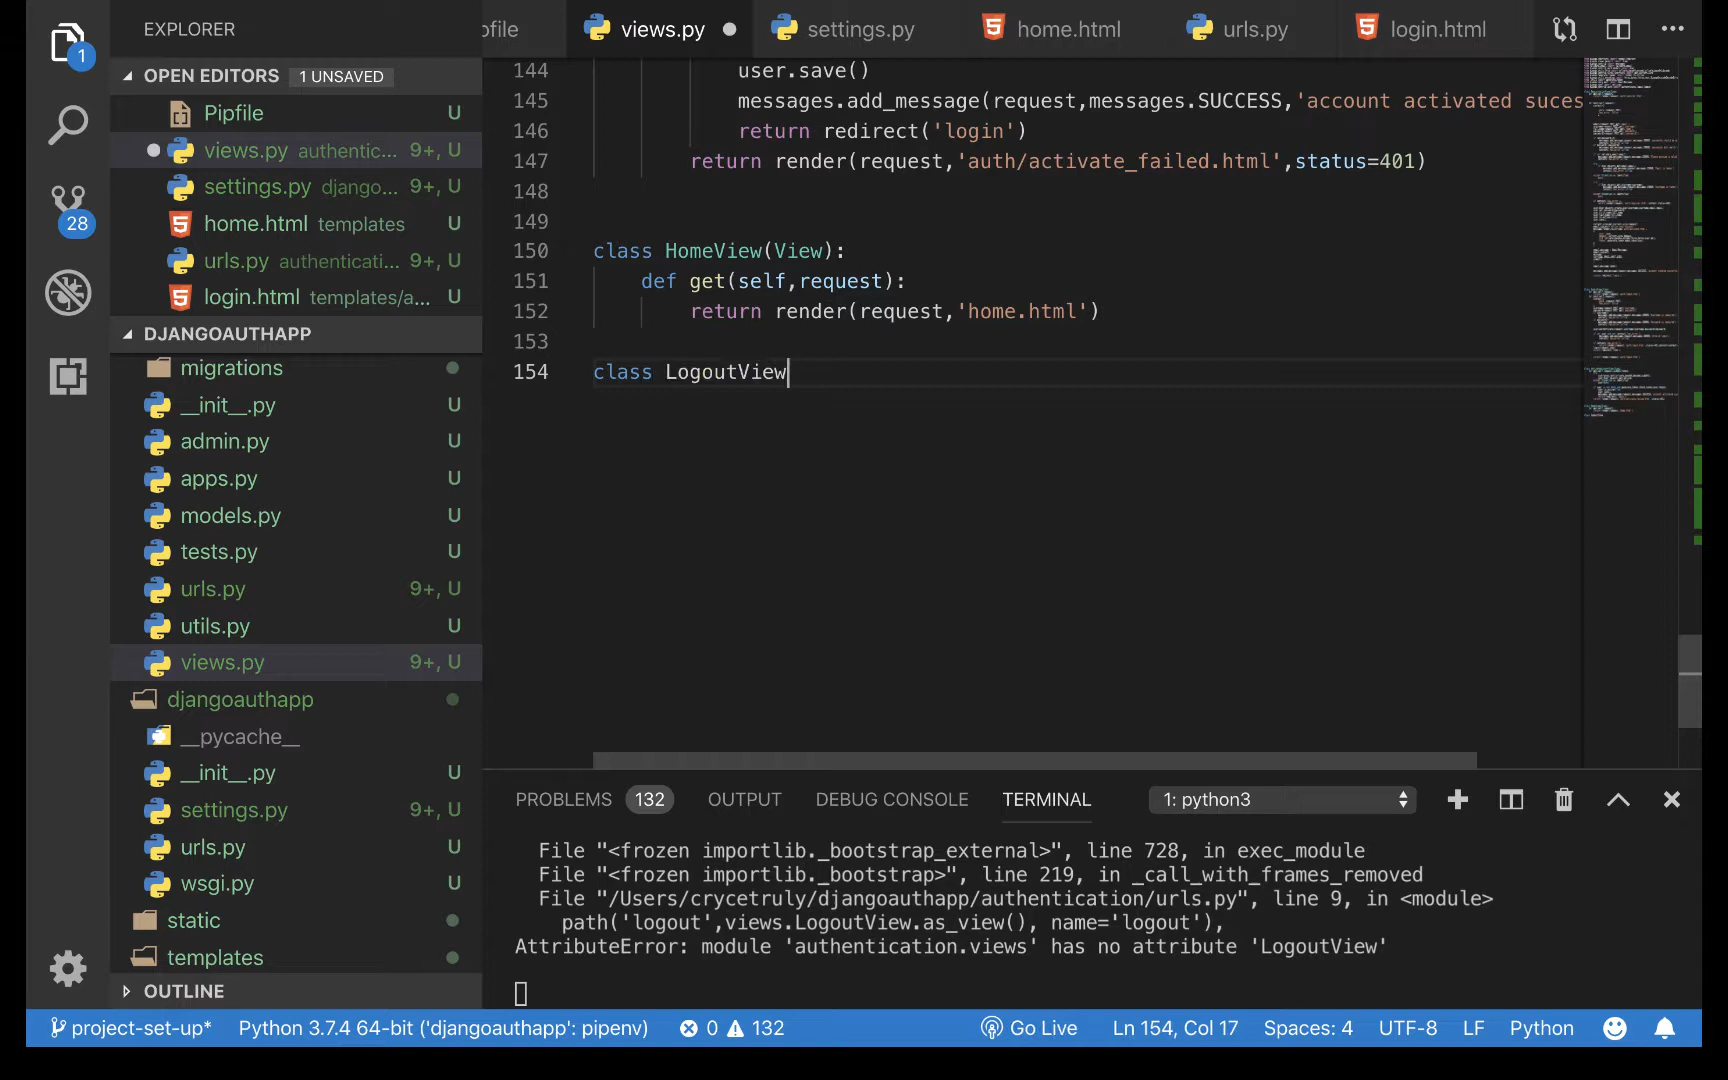 EXPLORER
OPEN EDITORS 1 UNSAVED
Pipfile U
views.py authentic... 9+, U
settings.py django... 9+, U
home.html templates U
urls.py authenticati... 9+, U
login.html templates/a... U
DJANGOAUTHAPP
migrations
__init__.py U
admin.py U
apps.py U
models.py U
tests.py U
urls.py 9+, U
utils.py U
views.py 9+, U
djangoauthapp
__pycache__
__init__.py U
settings.py 9+, U
urls.py U
wsgi.py U
static
templates
OUTLINE
1
28
pfile views.py settings.py home.html urls.py login.html
144 user.save()
145 messages.add_message(request,messages.SUCCESS,'account activated suces
146 return redirect('login')
147 return render(request,'auth/activate_failed.html',status=401)
148
149
150 class HomeView(View):
151 def get(self,request):
152 return render(request,'home.html')
153
154 class LogoutView
PROBLEMS 132 OUTPUT DEBUG CONSOLE TERMINAL 1: python3
File "<frozen importlib._bootstrap_external>", line 728, in exec_module
File "<frozen importlib._bootstrap>", line 219, in _call_with_frames_removed
File "/Users/crycetruly/djangoauthapp/authentication/urls.py", line 9, in <module>
path('logout',views.LogoutView.as_view(), name='logout'),
AttributeError: module 'authentication.views' has no attribute 'LogoutView'
project-set-up* Python 3.7.4 64-bit ('djangoauthapp': pipenv) 0 132 Go Live Ln 154, Col 17 Spaces: 4 UTF-8 LF Python